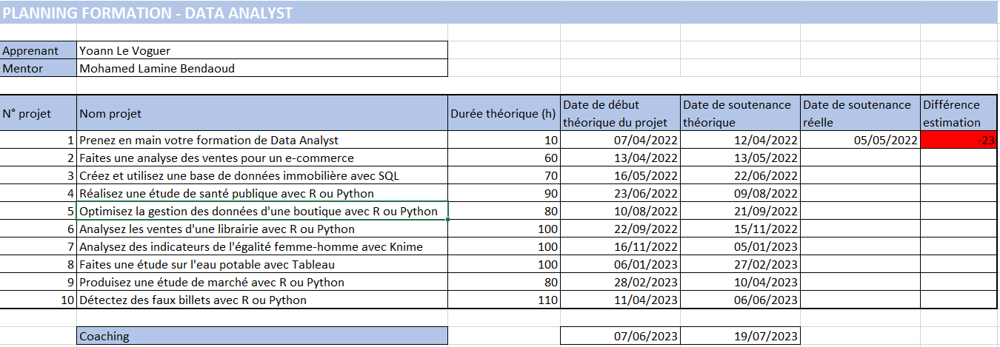 PLANNING FORMATION - DATA ANALYST
Apprenant Yoann Le Voguer
Mentor Mohamed Lamine Bendaoud
N° projet Nom projet Durée théorique (h) Date de début théorique du projet Date de soutenance théorique Date de soutenance réelle Différence estimation
1 Prenez en main votre formation de Data Analyst 10 07/04/2022 12/04/2022 05/05/2022 -23
2 Faites une analyse des ventes pour un e-commerce 60 13/04/2022 13/05/2022
3 Créez et utilisez une base de données immobilière avec SQL 70 16/05/2022 22/06/2022
4 Réalisez une étude de santé publique avec R ou Python 90 23/06/2022 09/08/2022
5 Optimisez la gestion des données d'une boutique avec R ou Python 80 10/08/2022 21/09/2022
6 Analysez les ventes d'une librairie avec R ou Python 100 22/09/2022 15/11/2022
7 Analysez des indicateurs de l'égalité femme-homme avec Knime 100 16/11/2022 05/01/2023
8 Faites une étude sur l'eau potable avec Tableau 100 06/01/2023 27/02/2023
9 Produisez une étude de marché avec R ou Python 80 28/02/2023 10/04/2023
10 Détectez des faux billets avec R ou Python 110 11/04/2023 06/06/2023
Coaching 07/06/2023 19/07/2023